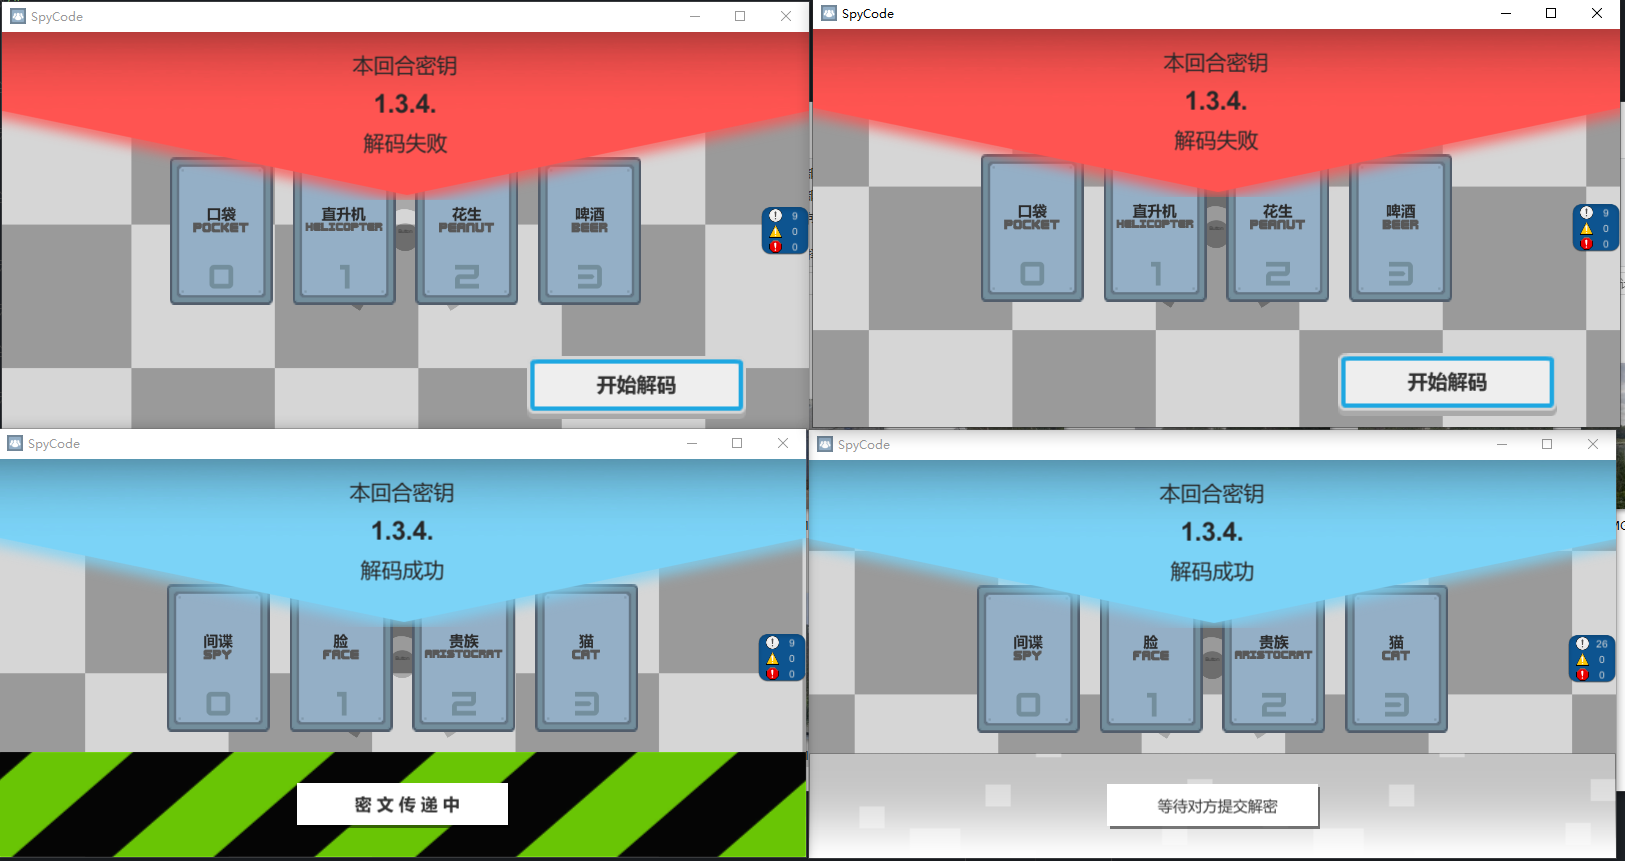 SpyCode
本回合密钥
1.3.4.
解码失败
口袋
POCKET
0
直升机
HELICOPTER
1
花生
PEANUT
2
啤酒
BEER
3
9
0
0
开始解码
SpyCode
本回合密钥
1.3.4.
解码失败
口袋
POCKET
0
直升机
HELICOPTER
1
花生
PEANUT
2
啤酒
BEER
3
9
0
0
开始解码
SpyCode
本回合密钥
1.3.4.
解码成功
间谍
SPY
0
脸
FACE
1
贵族
ARISTOCRAT
2
猫
CAT
3
9
0
0
密文传递中
SpyCode
本回合密钥
1.3.4.
解码成功
间谍
SPY
0
脸
FACE
1
贵族
ARISTOCRAT
2
猫
CAT
3
26
0
0
等待对方提交解密